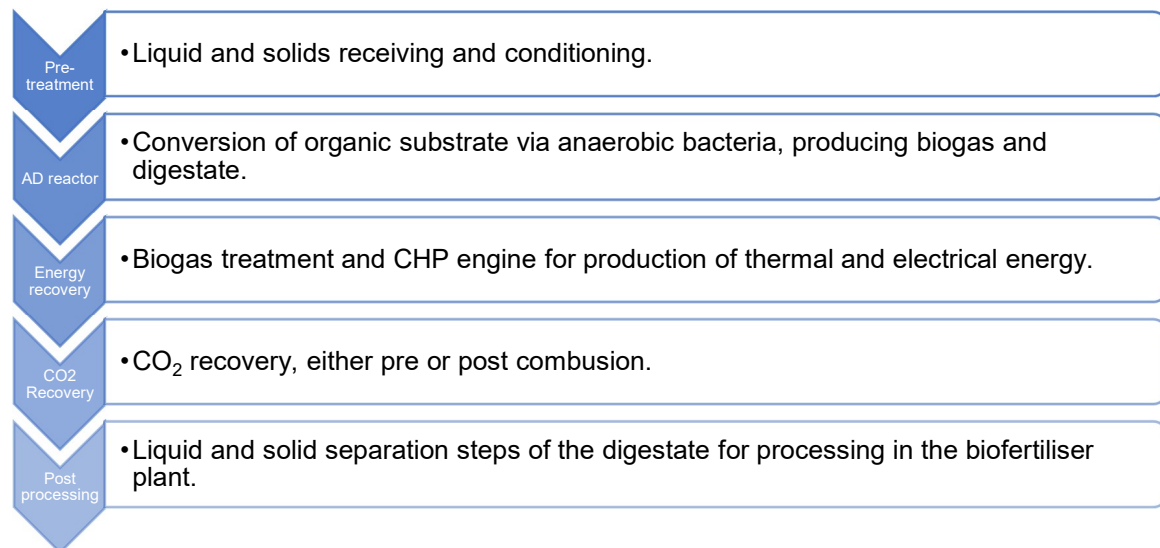 Pre-
treatment
•Liquid and solids receiving and conditioning.
AD reactor
•Conversion of organic substrate via anaerobic bacteria, producing biogas and
digestate.
Energy
recovery
•Biogas treatment and CHP engine for production of thermal and electrical energy.
CO2
Recovery
•CO₂ recovery, either pre or post combusion.
Post
processing
•Liquid and solid separation steps of the digestate for processing in the biofertiliser
plant.